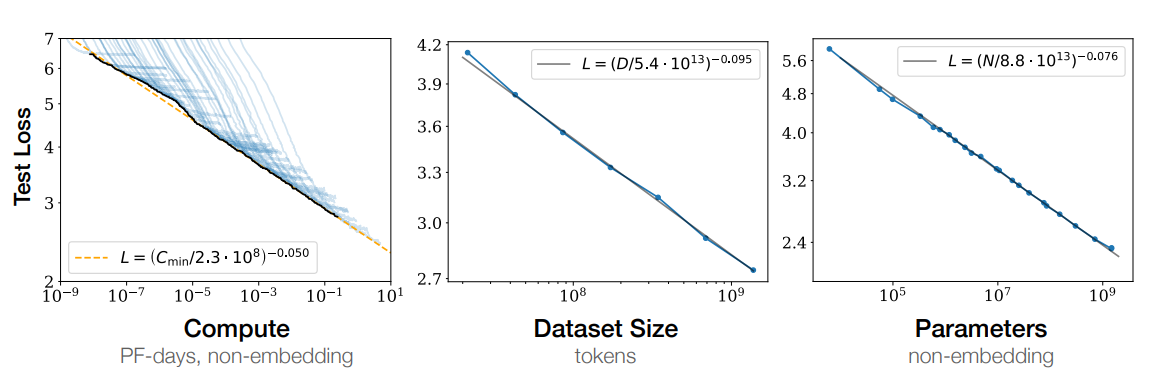 Test Loss
7
6
5
4
3
2
L = (C_min/2.3 · 10^8)^−0.050
10^−9 10^−7 10^−5 10^−3 10^−1 10^1
Compute
PF-days, non-embedding
4.2
3.9
3.6
3.3
3.0
2.7
L = (D/5.4 · 10^13)^−0.095
10^8 10^9
Dataset Size
tokens
5.6
4.8
4.0
3.2
2.4
L = (N/8.8 · 10^13)^−0.076
10^5 10^7 10^9
Parameters
non-embedding